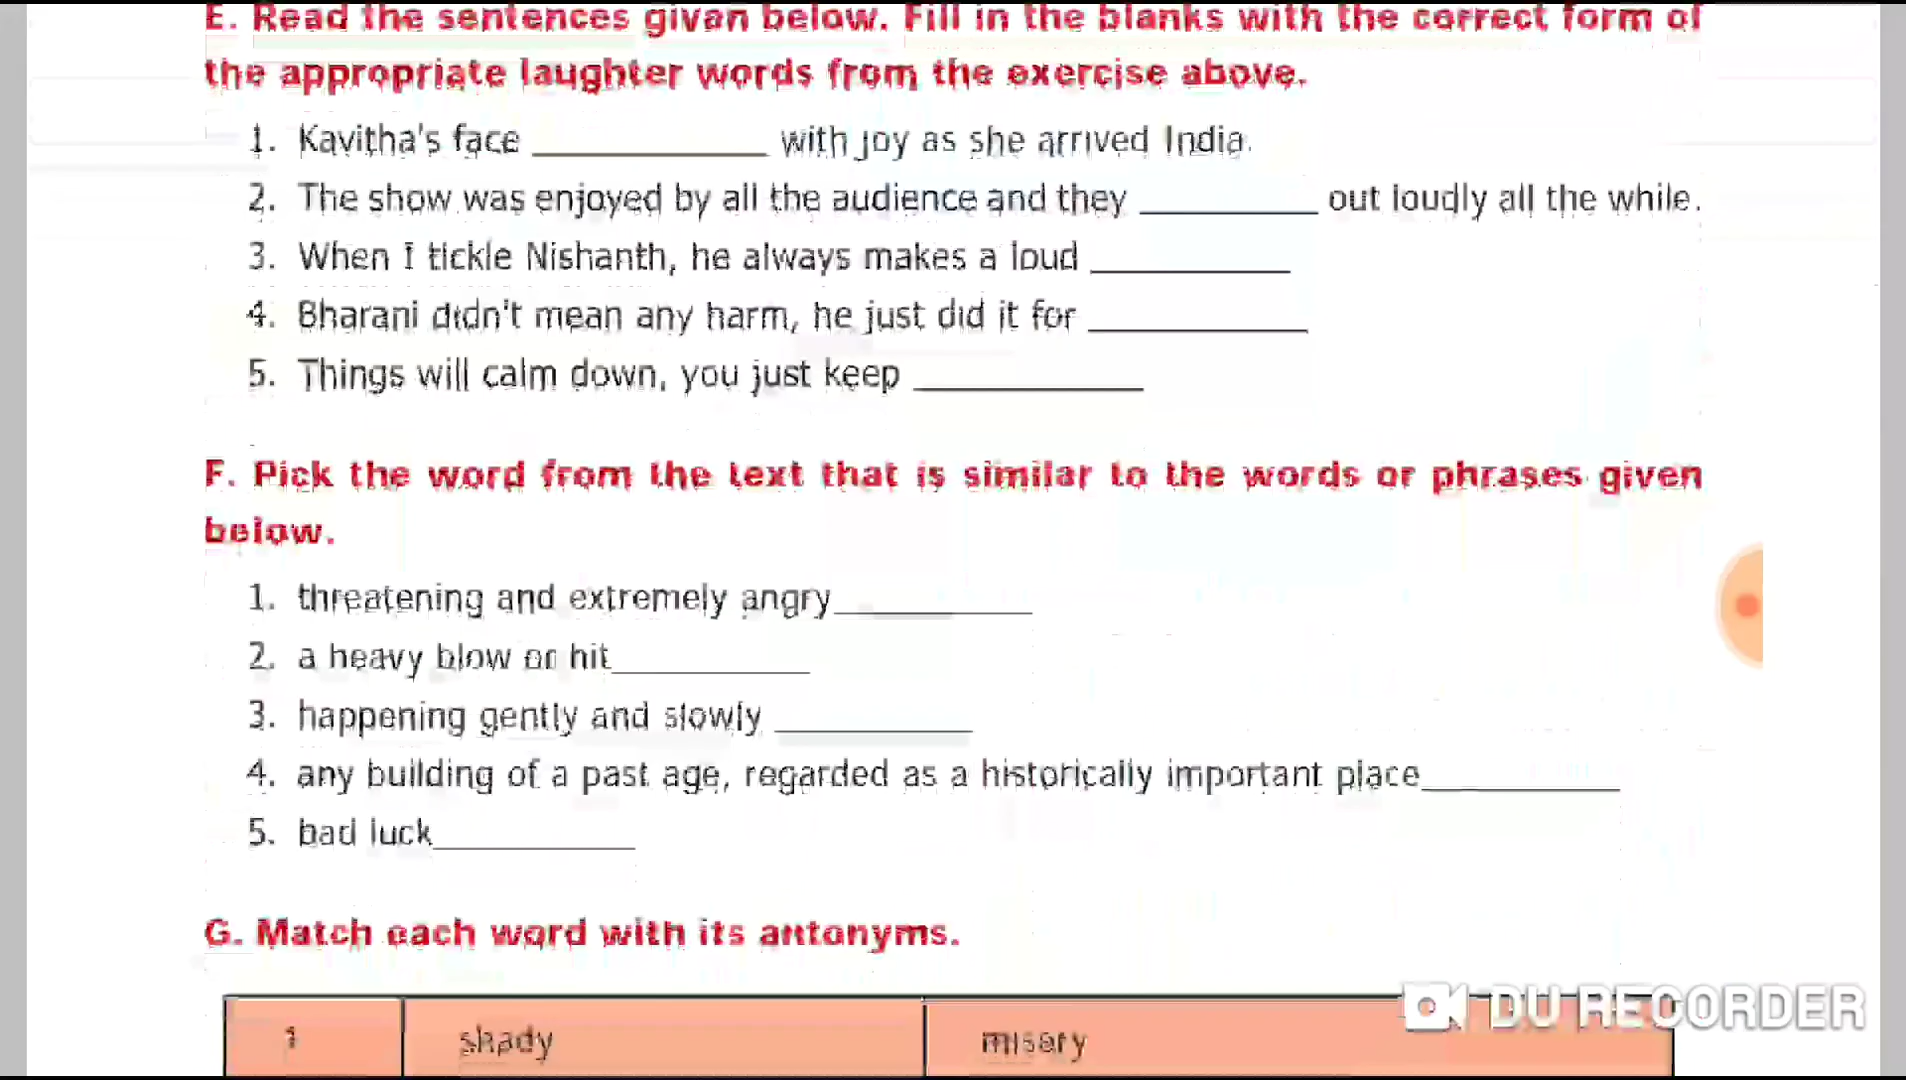 E. Read the sentences given below. Fill in the blanks with the correct form of
the appropriate laughter words from the exercise above.
1. Kavitha's face ____________ with joy as she arrived India.
2. The show was enjoyed by all the audience and they _________ out loudly all the while.
3. When I tickle Nishanth, he always makes a loud __________
4. Bharani didn't mean any harm, he just did it for ___________
5. Things will calm down, you just keep ____________
F. Pick the word from the text that is similar to the words or phrases given
below.
1. threatening and extremely angry__________
2. a heavy blow or hit__________
3. happening gently and slowly __________
4. any building of a past age, regarded as a historically important place__________
5. bad luck__________
G. Match each word with its antonyms.
1 shady misery
DU RECORDER